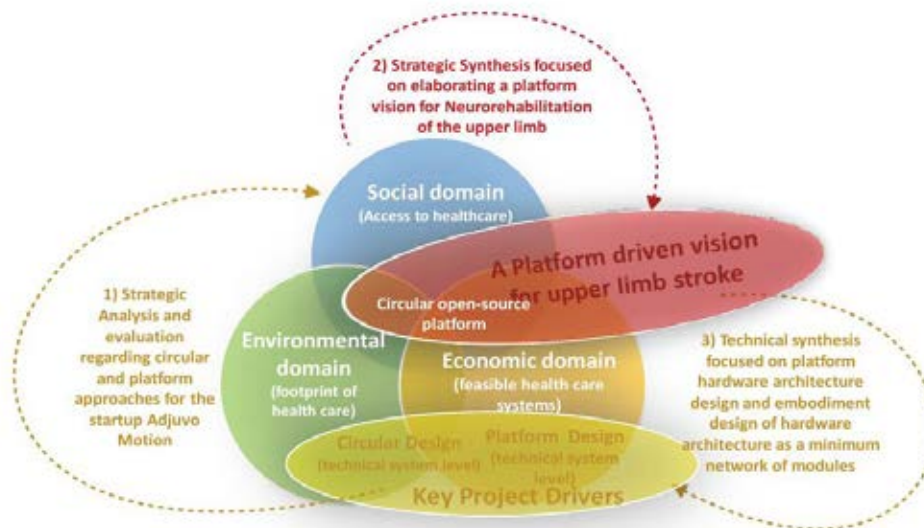 2) Strategic Synthesis focused
on elaborating a platform
vision for Neurorehabilitation
of the upper limb
Social domain
(Access to healthcare)
A Platform driven vision
for upper limb stroke
Circular open-source
platform
1) Strategic
Analysis and
evaluation
regarding circular
and platform
approaches for the
startup Adjuvo
Motion
Environmental
domain
(footprint of
health care)
Economic domain
(feasible health care
systems)
3) Technical synthesis
focused on platform
hardware architecture
design and embodiment
design of hardware
architecture as a minimum
network of modules
Circular Design
(technical system level)
Platform Design
(technical system
level)
Key Project Drivers